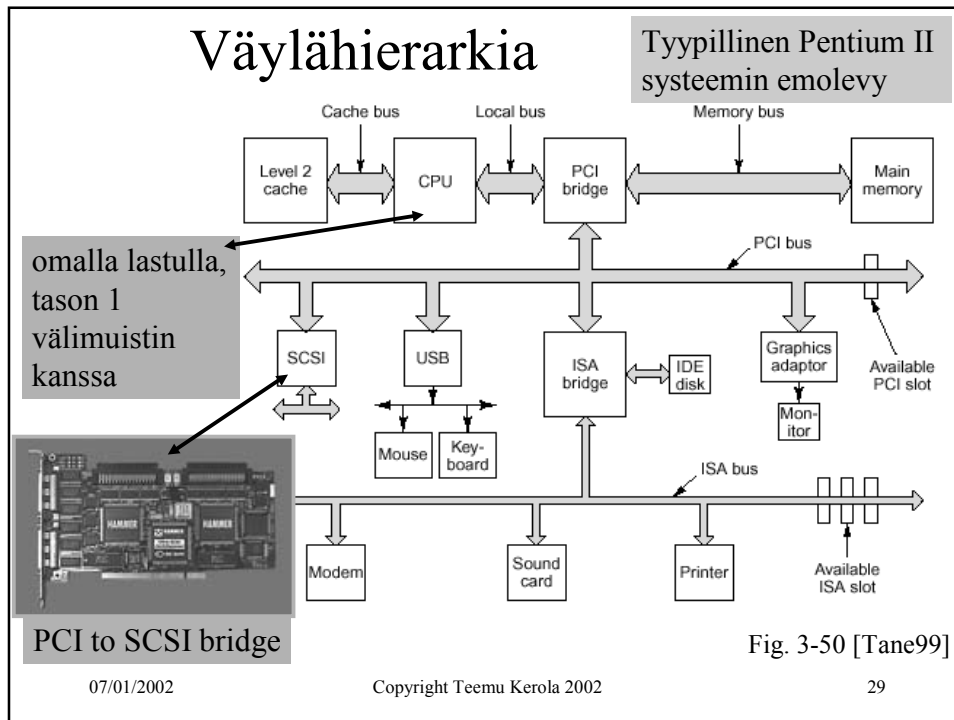 Väylähierarkia
Tyypillinen Pentium II
systeemin emolevy
Cache bus
Local bus
Memory bus
Level 2
cache
CPU
PCI
bridge
Main
memory
omalla lastulla,
tason 1
välimuistin
kanssa
PCI bus
SCSI
USB
ISA
bridge
IDE
disk
Graphics
adaptor
Available
PCI slot
Mouse
Key-
board
Mon-
itor
ISA bus
HAMMER
HAMMER
Modem
Sound
card
Printer
Available
ISA slot
PCI to SCSI bridge
Fig. 3-50 [Tane99]
07/01/2002
Copyright Teemu Kerola 2002
29